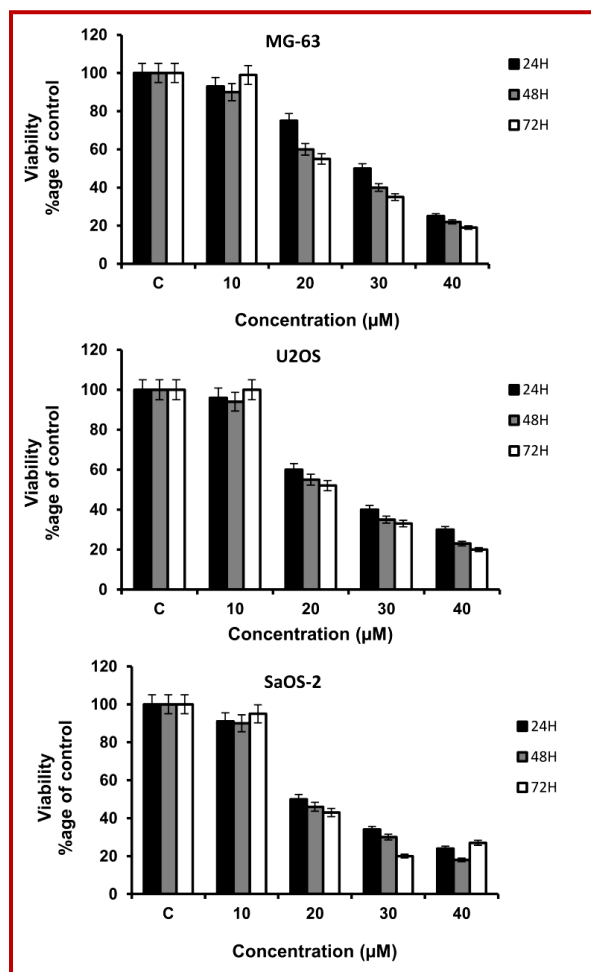 MG-63
120
100
80
60
40
20
0
Viability
%age of control
C 10 20 30 40
Concentration (µM)
24H
48H
72H
U2OS
120
100
80
60
40
20
0
Viability
%age of control
C 10 20 30 40
Concentration (µM)
24H
48H
72H
SaOS-2
120
100
80
60
40
20
0
Viability
%age of control
C 10 20 30 40
Concentration (µM)
24H
48H
72H